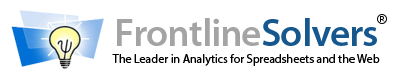 FrontlineSolvers®
The Leader in Analytics for Spreadsheets and the Web